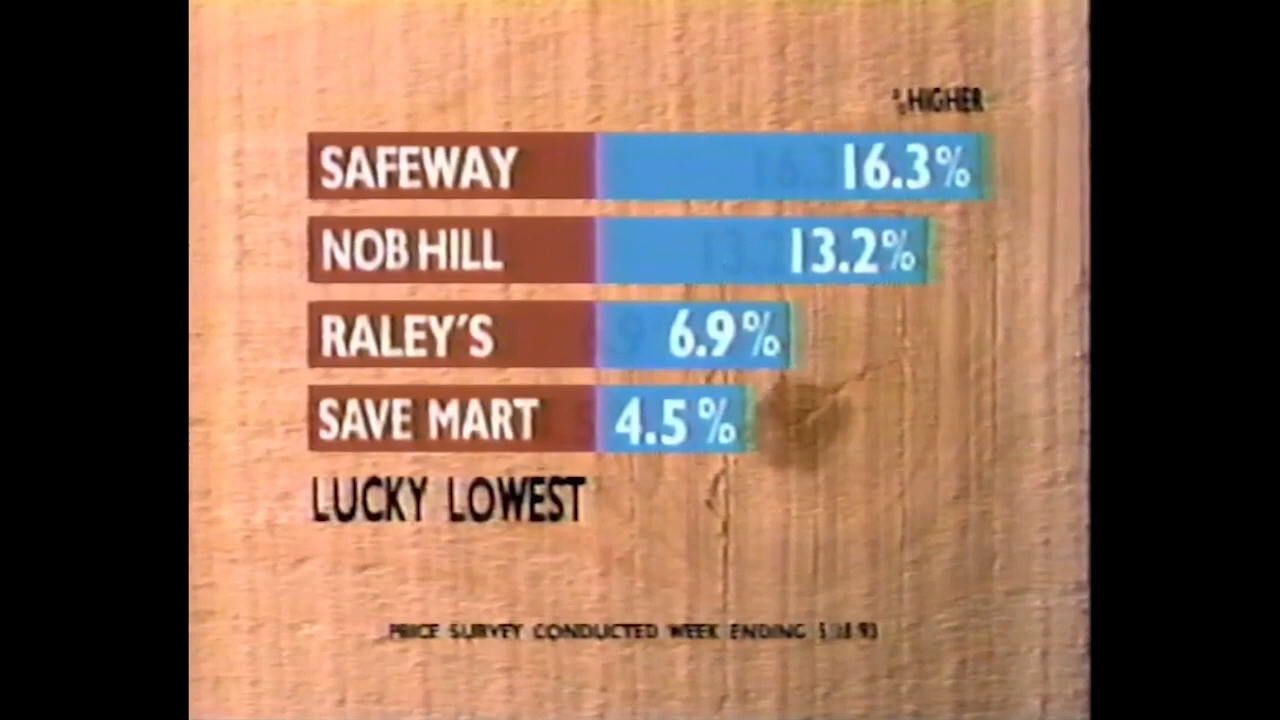 % HIGHER
SAFEWAY 16.3%
NOB HILL 13.2%
RALEY'S 6.9%
SAVE MART 4.5%
LUCKY LOWEST
PRICE SURVEY CONDUCTED WEEK ENDING